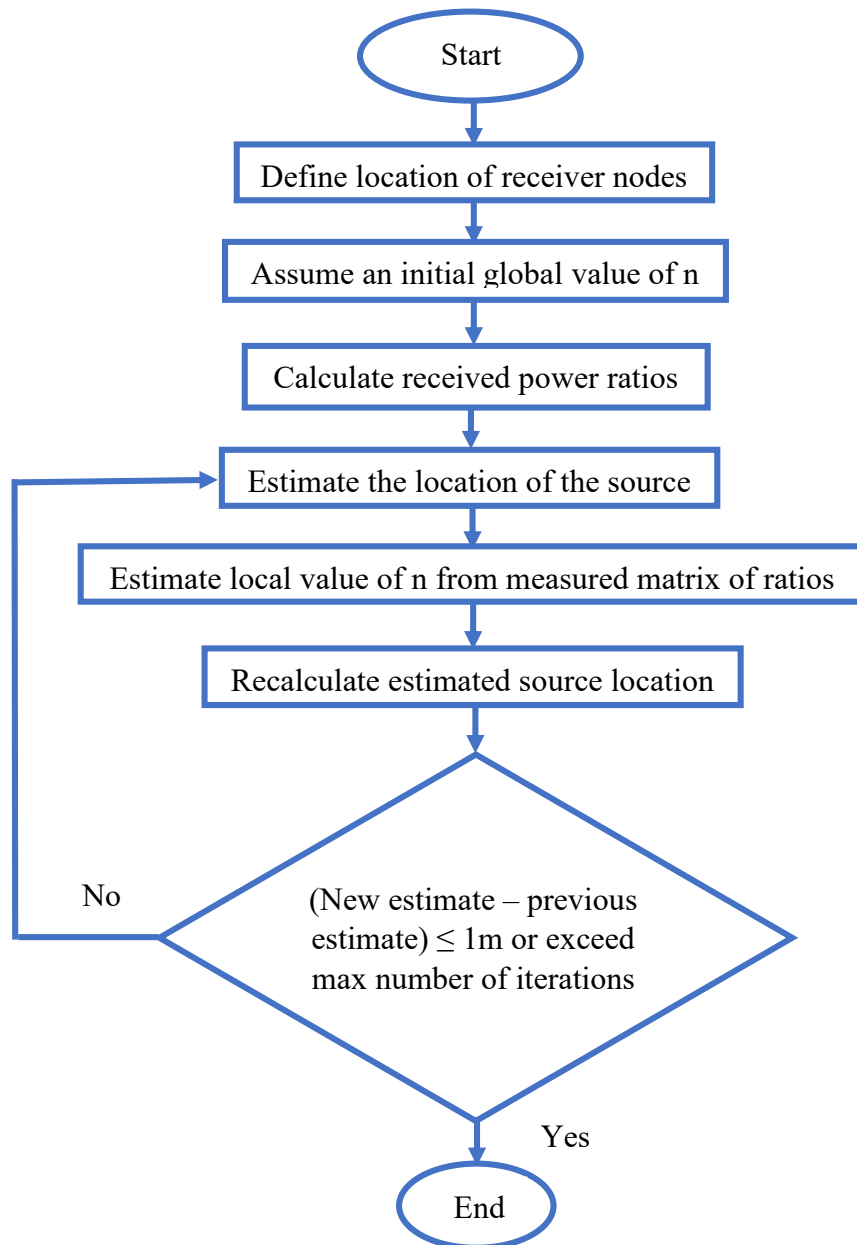 Start
Define location of receiver nodes
Assume an initial global value of n
Calculate received power ratios
Estimate the location of the source
Estimate local value of n from measured matrix of ratios
Recalculate estimated source location
No
(New estimate – previous
estimate) ≤ 1m or exceed
max number of iterations
Yes
End